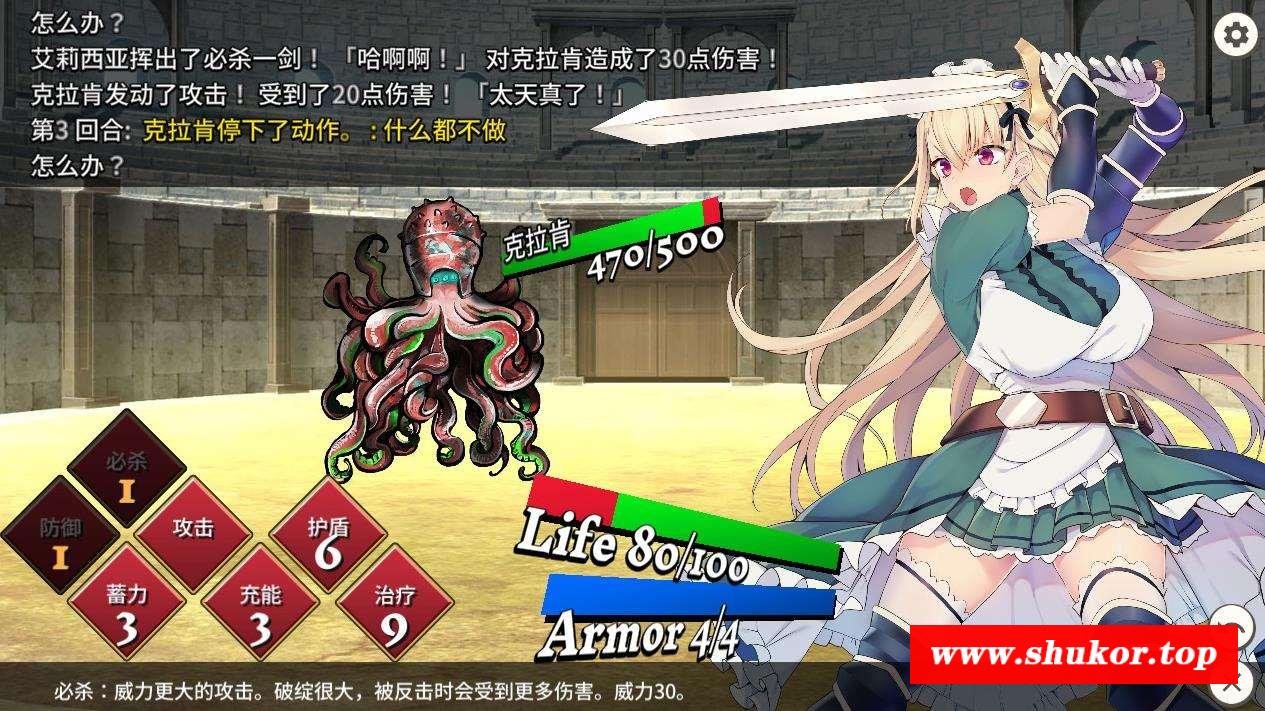 怎么办？
艾莉西亚挥出了必杀一剑！「哈啊啊！」 对克拉肯造成了30点伤害！
克拉肯发动了攻击！受到了20点伤害！「太天真了！」
第3 回合: 克拉肯停下了动作。 : 什么都不做
怎么办？
克拉肯
470/500
必杀
1
防御
1
攻击
护盾
6
蓄力
3
充能
3
治疗
9
Life 80/100
Armor 4/4
www.shukor.top
必杀：威力更大的攻击。破绽很大，被反击时会受到更多伤害。威力30。